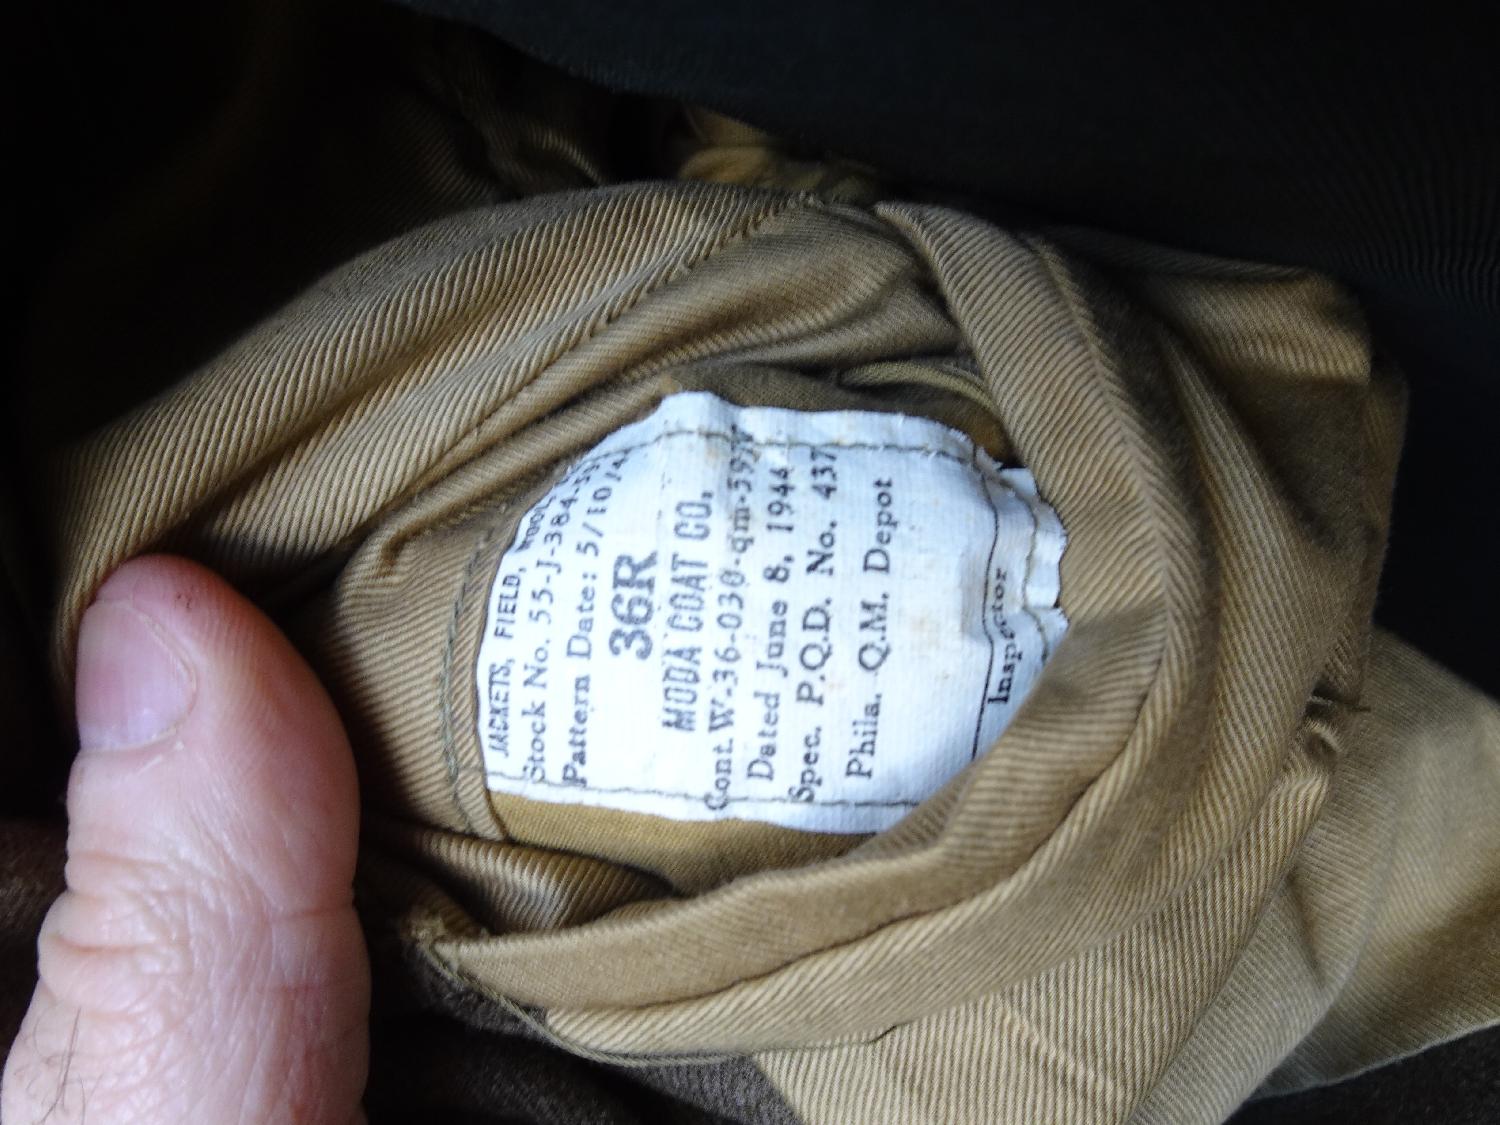 JACKETS, FIELD, WOOL,
Stock No. 55-J-384-
Pattern Date: 5/10/4
36R
MODA COAT CO.
Cont. W-36-030-qm-
Dated June 8, 1944
Spec. P.Q.D. No. 437
Phila. Q.M. Depot
Inspector